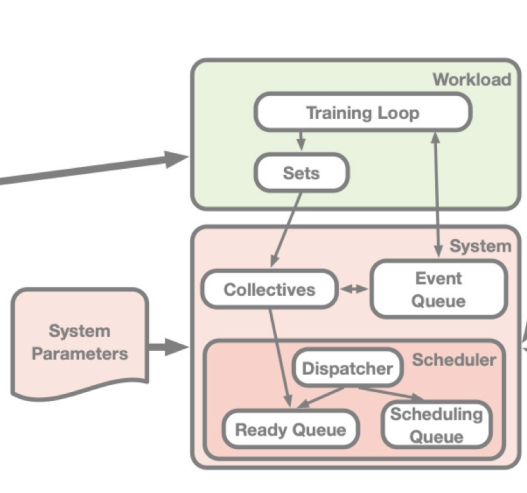 Workload
Training Loop
Sets
System
Collectives
Event
Queue
System
Parameters
Dispatcher
Scheduler
Ready Queue
Scheduling
Queue